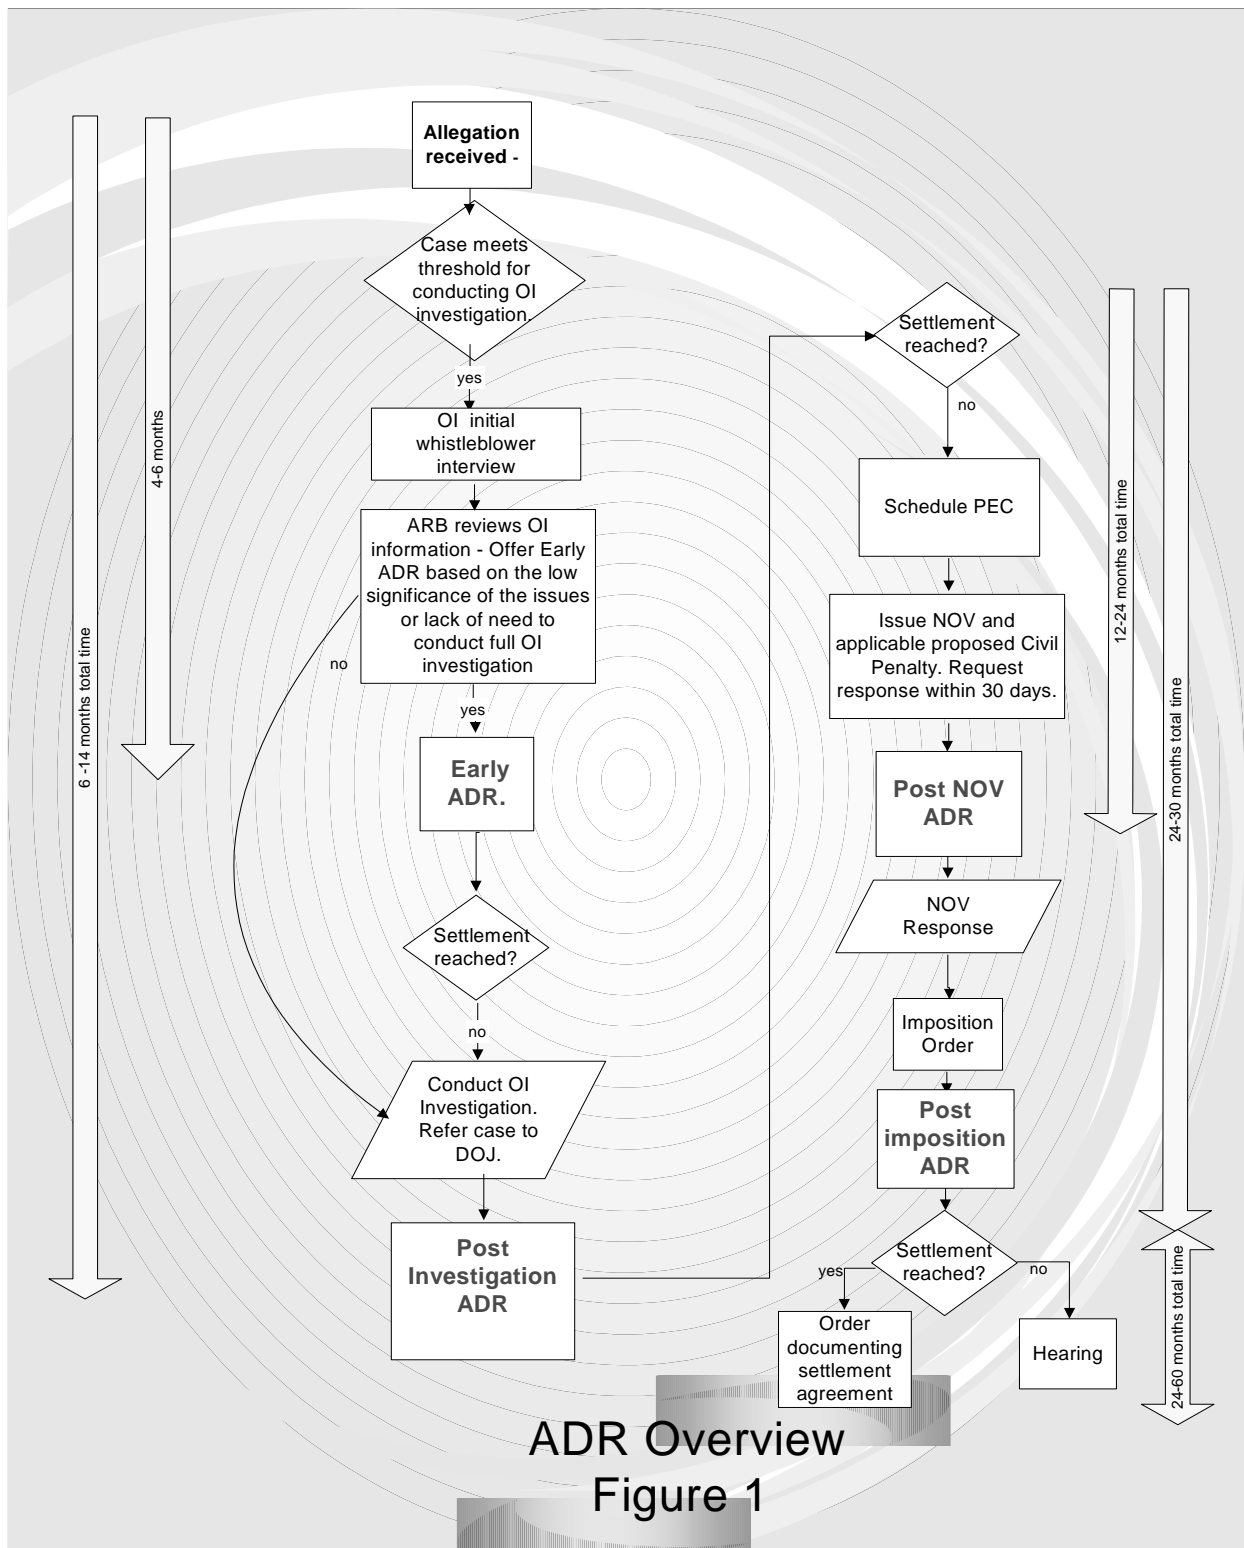 Allegation
received -
Case meets
threshold for
conducting OI
investigation.
yes
OI initial
whistleblower
interview
ARB reviews OI
information - Offer Early
ADR based on the low
significance of the issues
or lack of need to
conduct full OI
investigation
no
yes
Early
ADR.
Settlement
reached?
no
Conduct OI
Investigation.
Refer case to
DOJ.
Post
Investigation
ADR
4-6 months
6 -14 months total time
Settlement
reached?
no
Schedule PEC
Issue NOV and
applicable proposed Civil
Penalty. Request
response within 30 days.
Post NOV
ADR
NOV
Response
Imposition
Order
Post
imposition
ADR
Settlement
reached?
yes
no
Order
documenting
settlement
agreement
Hearing
12-24 months total time
24-30 months total time
24-60 months total time
ADR Overview
Figure 1